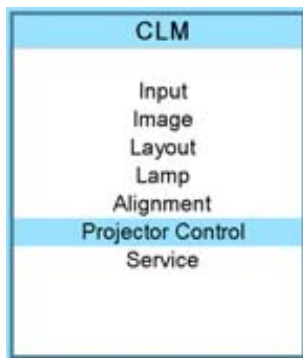 CLM
Input
Image
Layout
Lamp
Alignment
Projector Control
Service